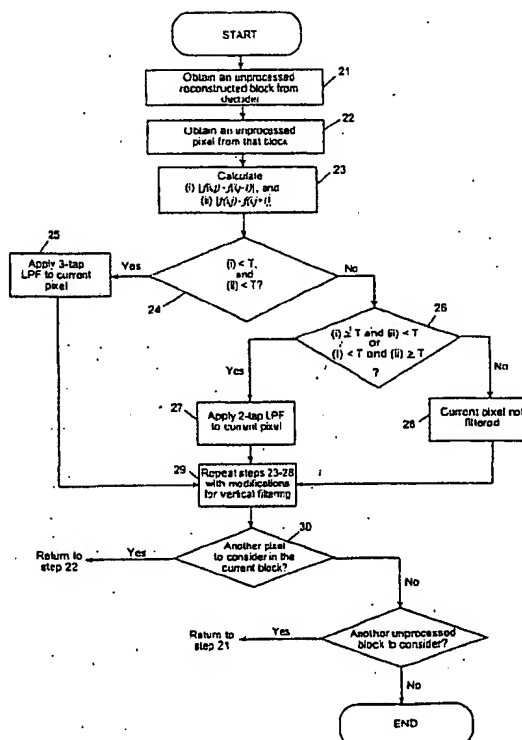 START
21
Obtain an unprocessed
reconstructed block from
decoder
22
Obtain an unprocessed
pixel from that block
23
Calculate
(i) |f(i,j)-f(i,j-1)|, and
(ii) |f(i,j)-f(i,j+1)|
25
Apply 3-tap
LPF to current
pixel
Yes
(i) < T,
and
(ii) < T?
24
No
26
(i) ≥ T and (ii) < T
or
(i) < T and (ii) ≥ T
?
Yes
No
27
Apply 2-tap LPF
to current pixel
28
Current pixel not
filtered
29
Repeat steps 23-28
with modifications
for vertical filtering
30
Another pixel
to consider in the
current block?
Yes
Return to
step 22
No
Another unprocessed
block to consider?
Yes
Return to
step 21
No
END